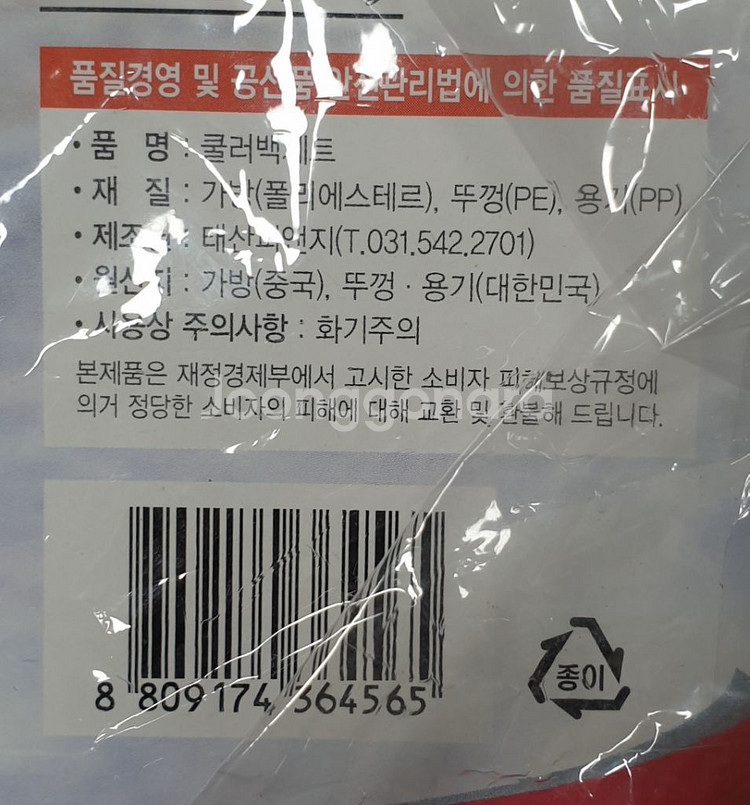 품질경영 및 공산품안전관리법에 의한 품질표시
• 품 명 : 쿨러백세트
• 재 질 : 가방(폴리에스테르), 뚜껑(PE), 용기(PP)
• 제조 : 태산피앤지(T.031.542.2701)
• 원산지 : 가방(중국), 뚜껑 · 용기(대한민국)
• 사용상 주의사항 : 화기주의
본제품은 재정경제부에서 고시한 소비자 피해보상규정에
의거 정당한 소비자의 피해에 대해 교환 및 환불해 드립니다.
Joonggonara
8 809174 564565
종이